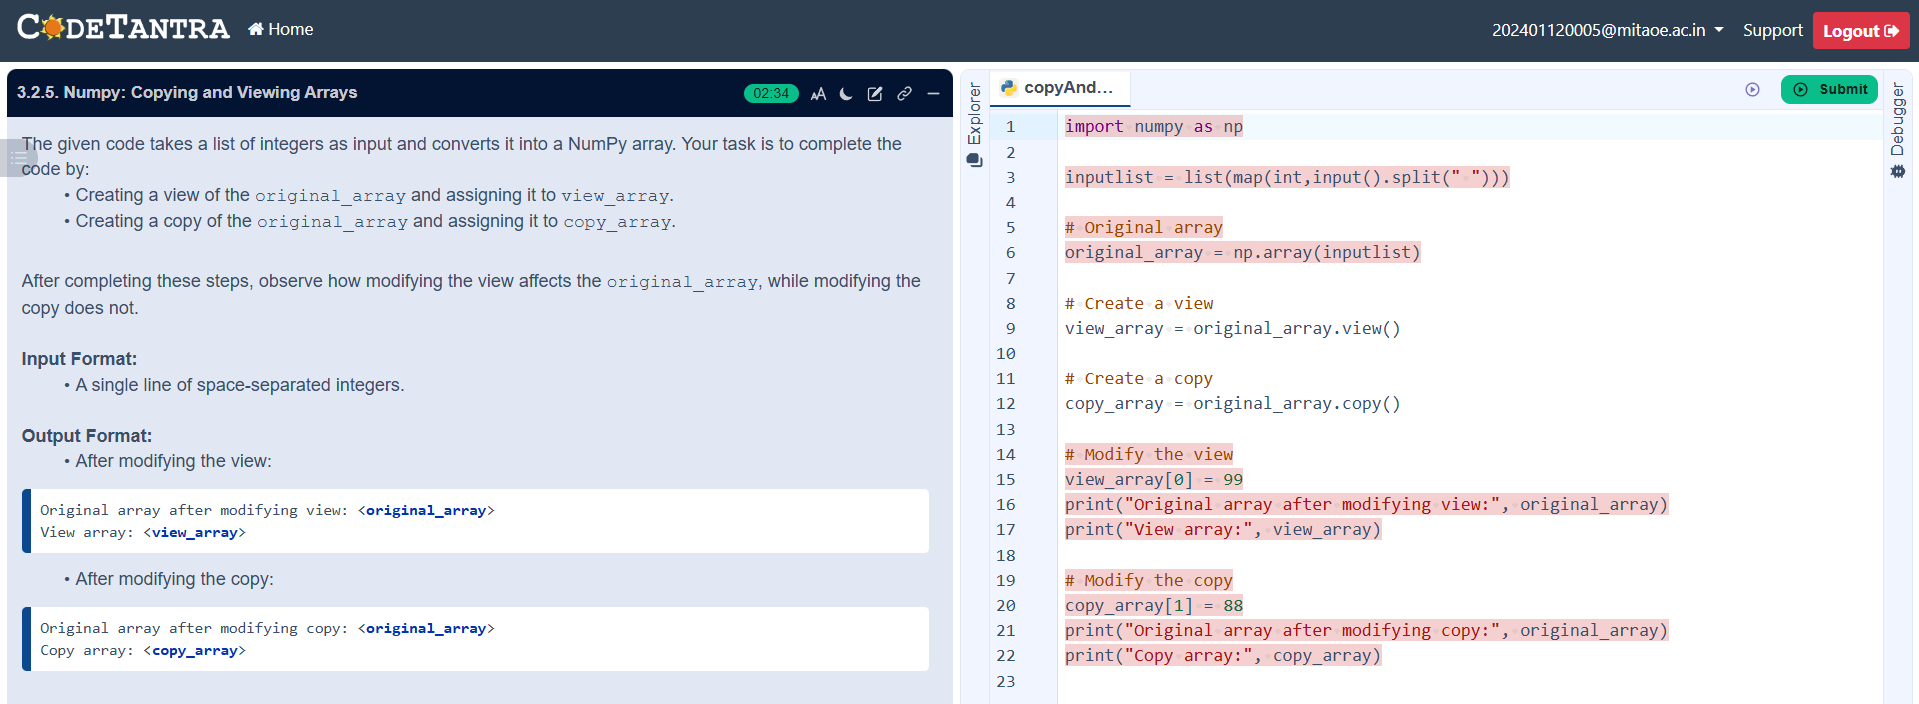 CODETANTRA Home 202401120005@mitaoe.ac.in Support Logout
3.2.5. Numpy: Copying and Viewing Arrays 02:34 AA
The given code takes a list of integers as input and converts it into a NumPy array. Your task is to complete the
code by:
• Creating a view of the original_array and assigning it to view_array.
• Creating a copy of the original_array and assigning it to copy_array.
After completing these steps, observe how modifying the view affects the original_array, while modifying the
copy does not.
Input Format:
• A single line of space-separated integers.
Output Format:
• After modifying the view:
Original array after modifying view: <original_array>
View array: <view_array>
• After modifying the copy:
Original array after modifying copy: <original_array>
Copy array: <copy_array>
Explorer
copyAnd...
Submit
Debugger
1 import numpy as np
2
3 inputlist = list(map(int,input().split(" ")))
4
5 # Original array
6 original_array = np.array(inputlist)
7
8 # Create a view
9 view_array = original_array.view()
10
11 # Create a copy
12 copy_array = original_array.copy()
13
14 # Modify the view
15 view_array[0] = 99
16 print("Original array after modifying view:", original_array)
17 print("View array:", view_array)
18
19 # Modify the copy
20 copy_array[1] = 88
21 print("Original array after modifying copy:", original_array)
22 print("Copy array:", copy_array)
23